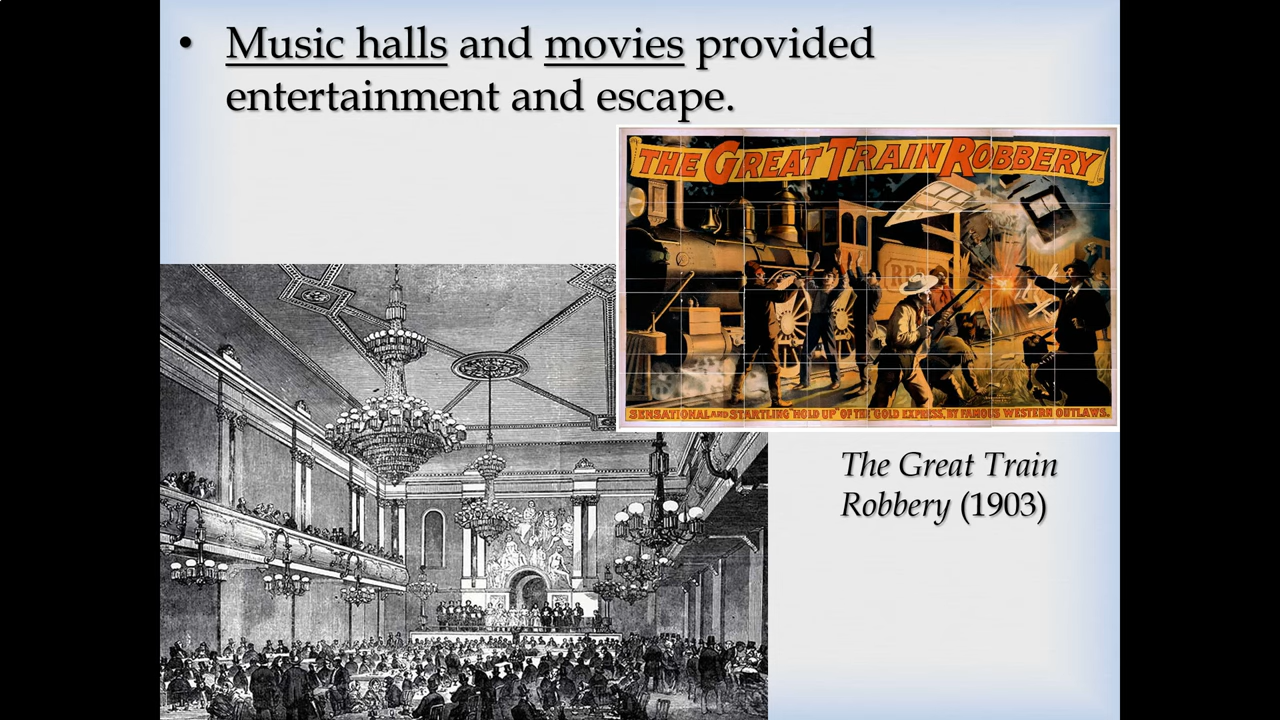 • Music halls and movies provided
entertainment and escape.
THE GREAT TRAIN ROBBERY
RR
SENSATIONAL AND STARTLING "HOLD UP" OF THE GOLD EXPRESS, BY FAMOUS WESTERN OUTLAWS.
The Great Train
Robbery (1903)